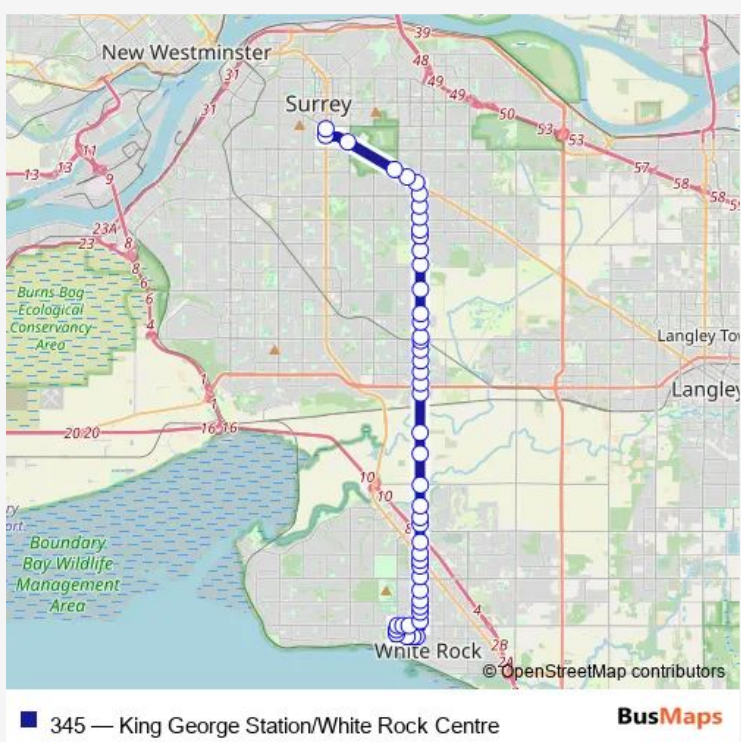 39
New Westminster
31
48
Surrey
49
49
50
31
53
53
11
57
13
13
58
9
58
23A
23
8
8
6
6
Burns Bog
Ecological
Conservancy
Area
4
Langley To
1
1
Langley
20 20
16 16
10
10
Boundary
Bay Wildlife
Management
Area
8
4
2B
White Rock
2A
© OpenStreetMap contributors
345 — King George Station/White Rock Centre
BusMaps